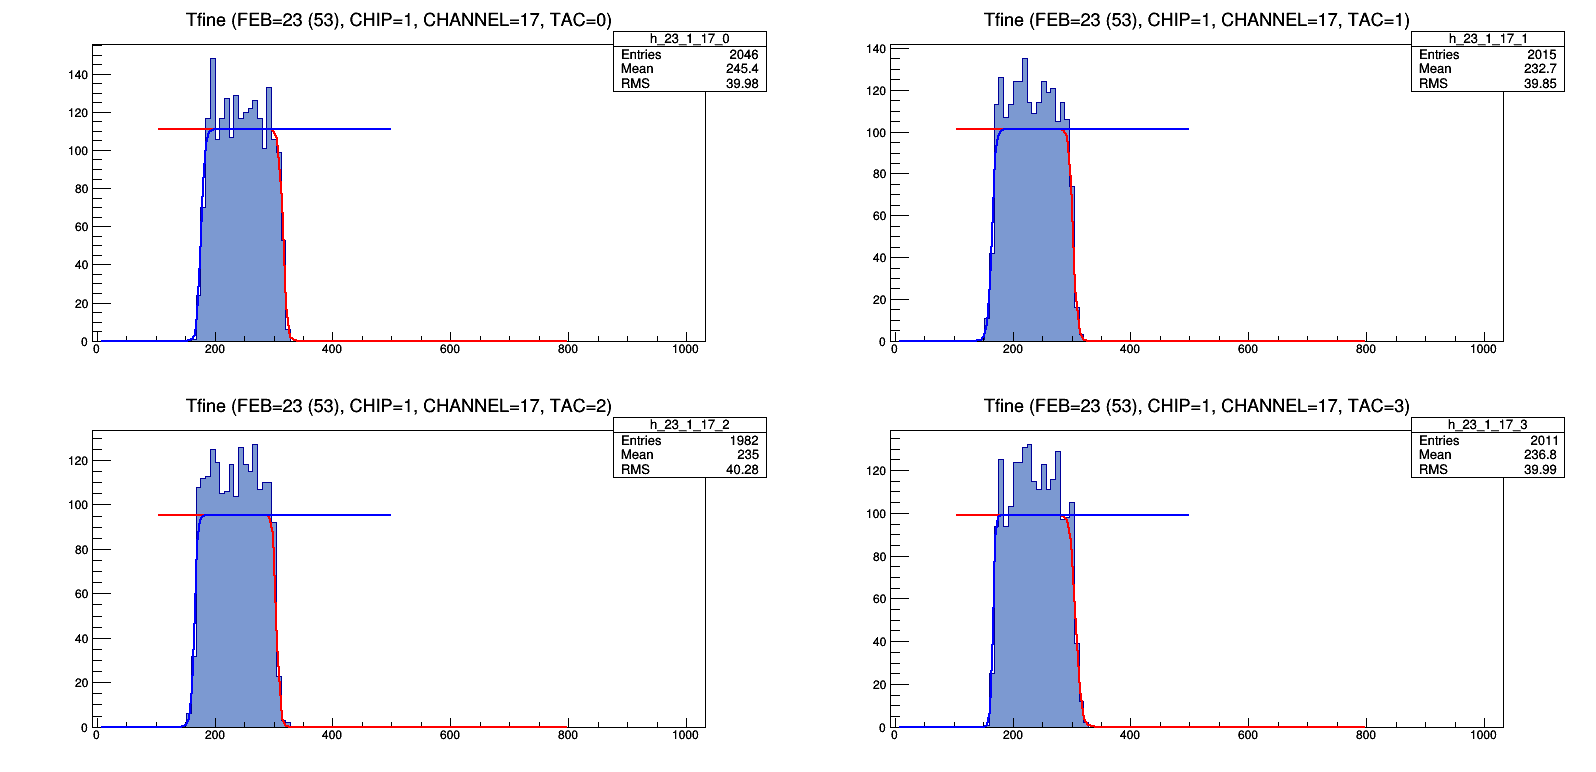 Tfine (FEB=23 (53), CHIP=1, CHANNEL=17, TAC=0)
h_23_1_17_0
Entries 2046
Mean 245.4
RMS 39.98
140
120
100
80
60
40
20
0
0 200 400 600 800 1000
Tfine (FEB=23 (53), CHIP=1, CHANNEL=17, TAC=1)
h_23_1_17_1
Entries 2015
Mean 232.7
RMS 39.85
140
120
100
80
60
40
20
0
0 200 400 600 800 1000
Tfine (FEB=23 (53), CHIP=1, CHANNEL=17, TAC=2)
h_23_1_17_2
Entries 1982
Mean 235
RMS 40.28
120
100
80
60
40
20
0
0 200 400 600 800 1000
Tfine (FEB=23 (53), CHIP=1, CHANNEL=17, TAC=3)
h_23_1_17_3
Entries 2011
Mean 236.8
RMS 39.99
120
100
80
60
40
20
0
0 200 400 600 800 1000